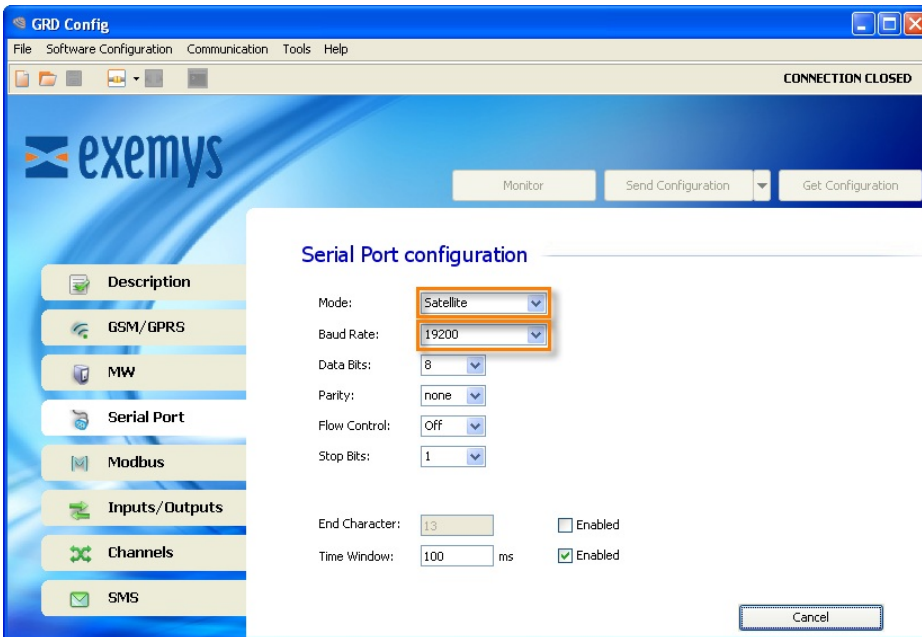 GRD Config
File Software Configuration Communication Tools Help
CONNECTION CLOSED
exemys
Monitor Send Configuration Get Configuration
Serial Port configuration
Description
GSM/GPRS
MW
Serial Port
Modbus
Inputs/Outputs
Channels
SMS
Mode: Satellite
Baud Rate: 19200
Data Bits: 8
Parity: none
Flow Control: Off
Stop Bits: 1
End Character: 13 Enabled
Time Window: 100 ms Enabled
Cancel